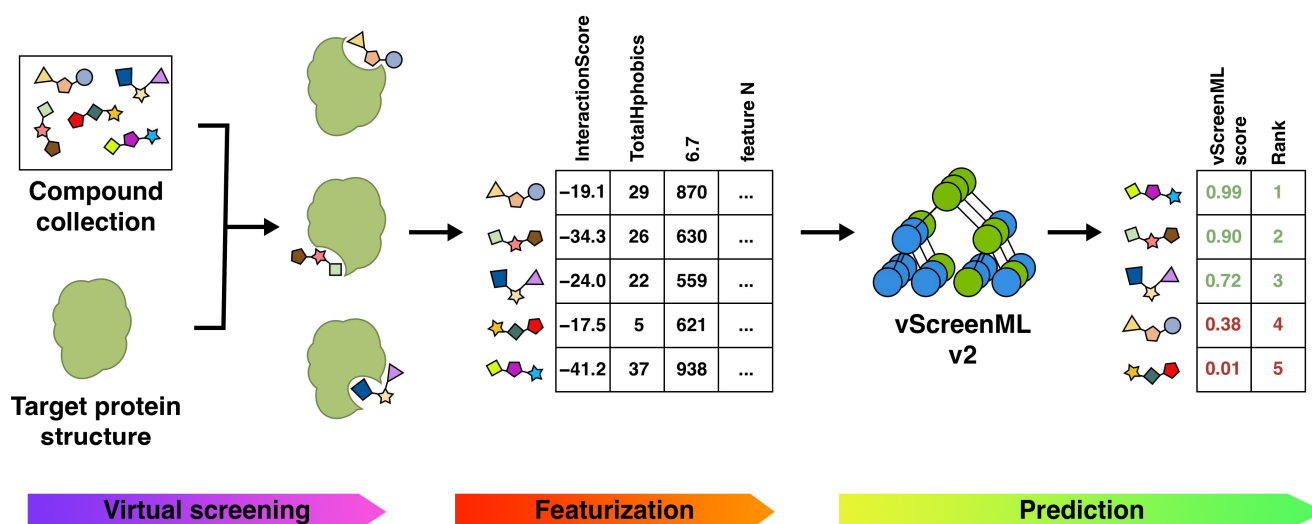 Compound
collection
Target protein
structure
InteractionScore
TotalHphobics
6.7
feature N
−19.1 29 870 ...
−34.3 26 630 ...
−24.0 22 559 ...
−17.5 5 621 ...
−41.2 37 938 ...
vScreenML
v2
vScreenML
score
Rank
0.99 1
0.90 2
0.72 3
0.38 4
0.01 5
Virtual screening
Featurization
Prediction